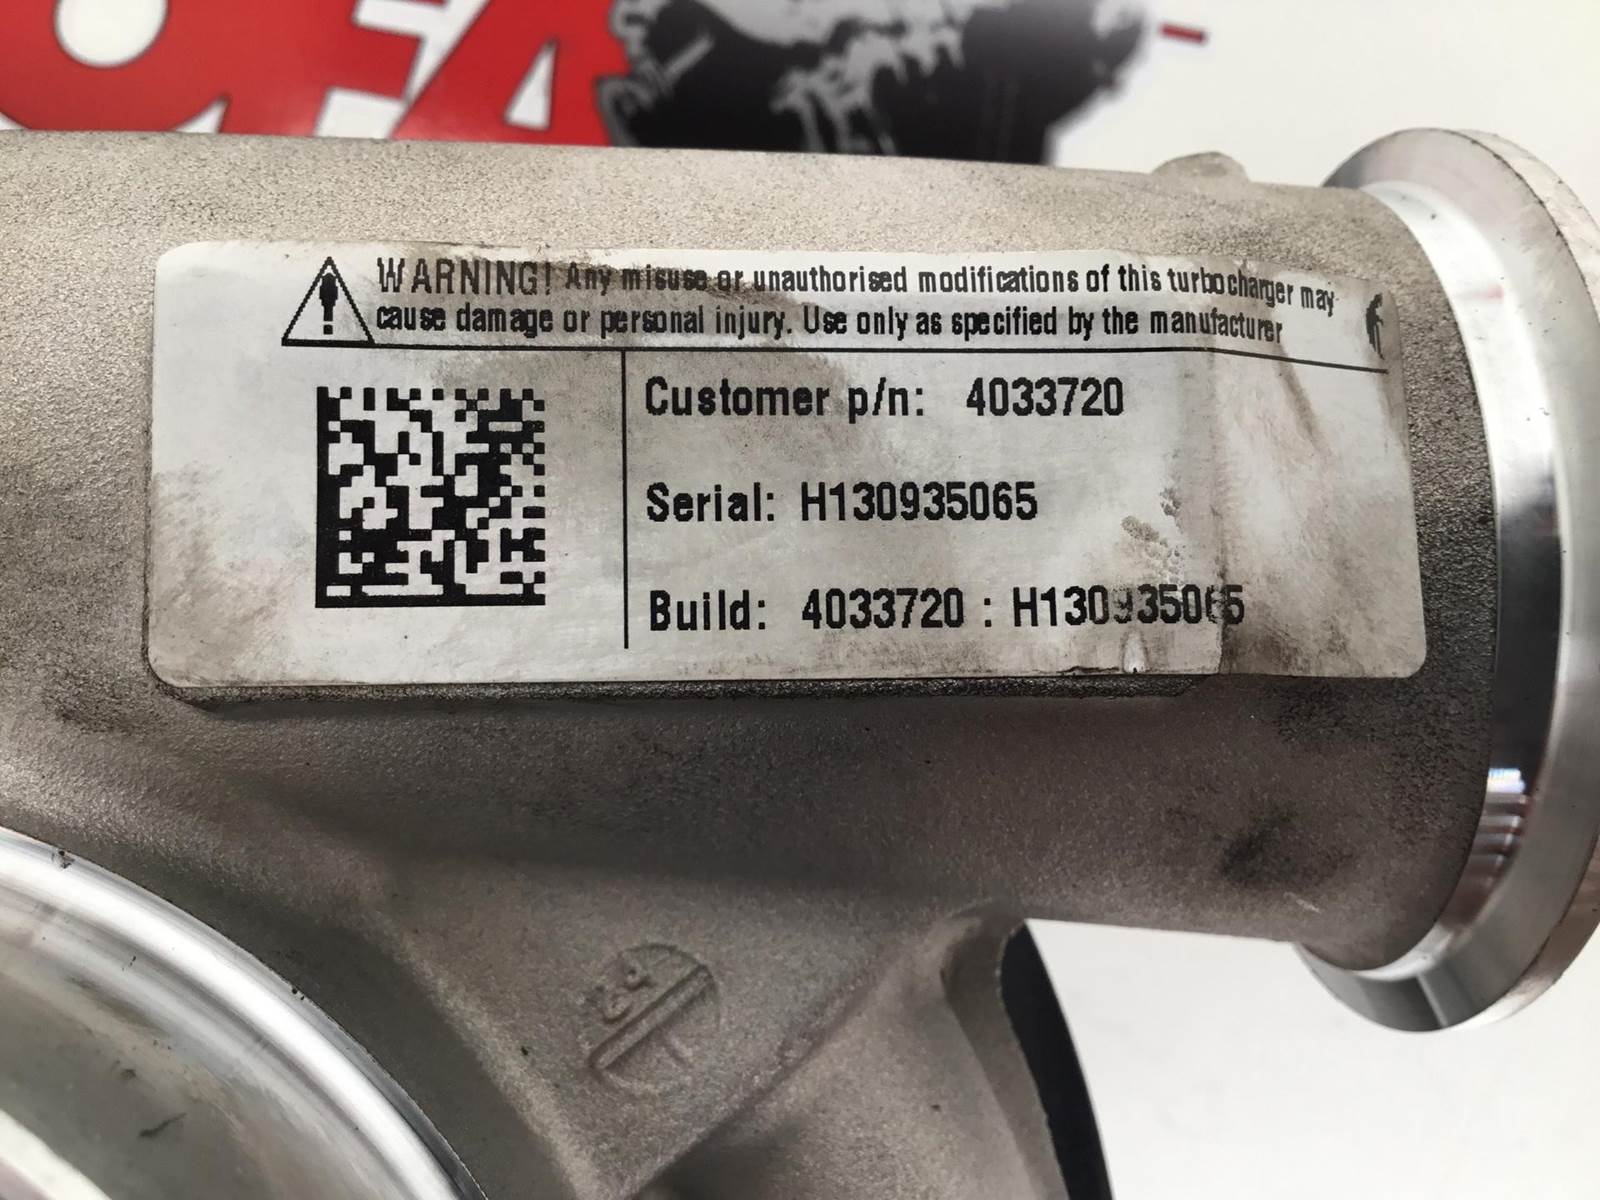 WARNING! Any misuse or unauthorised modifications of this turbocharger may
cause damage or personal injury. Use only as specified by the manufacturer
Customer p/n: 4033720
Serial: H130935065
Build: 4033720 : H130935065